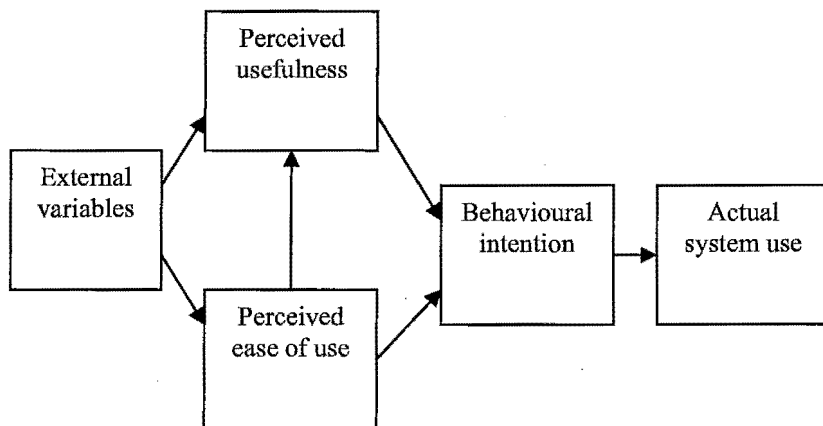 Perceived
usefulness
External
variables
Perceived
ease of use
Behavioural
intention
Actual
system use